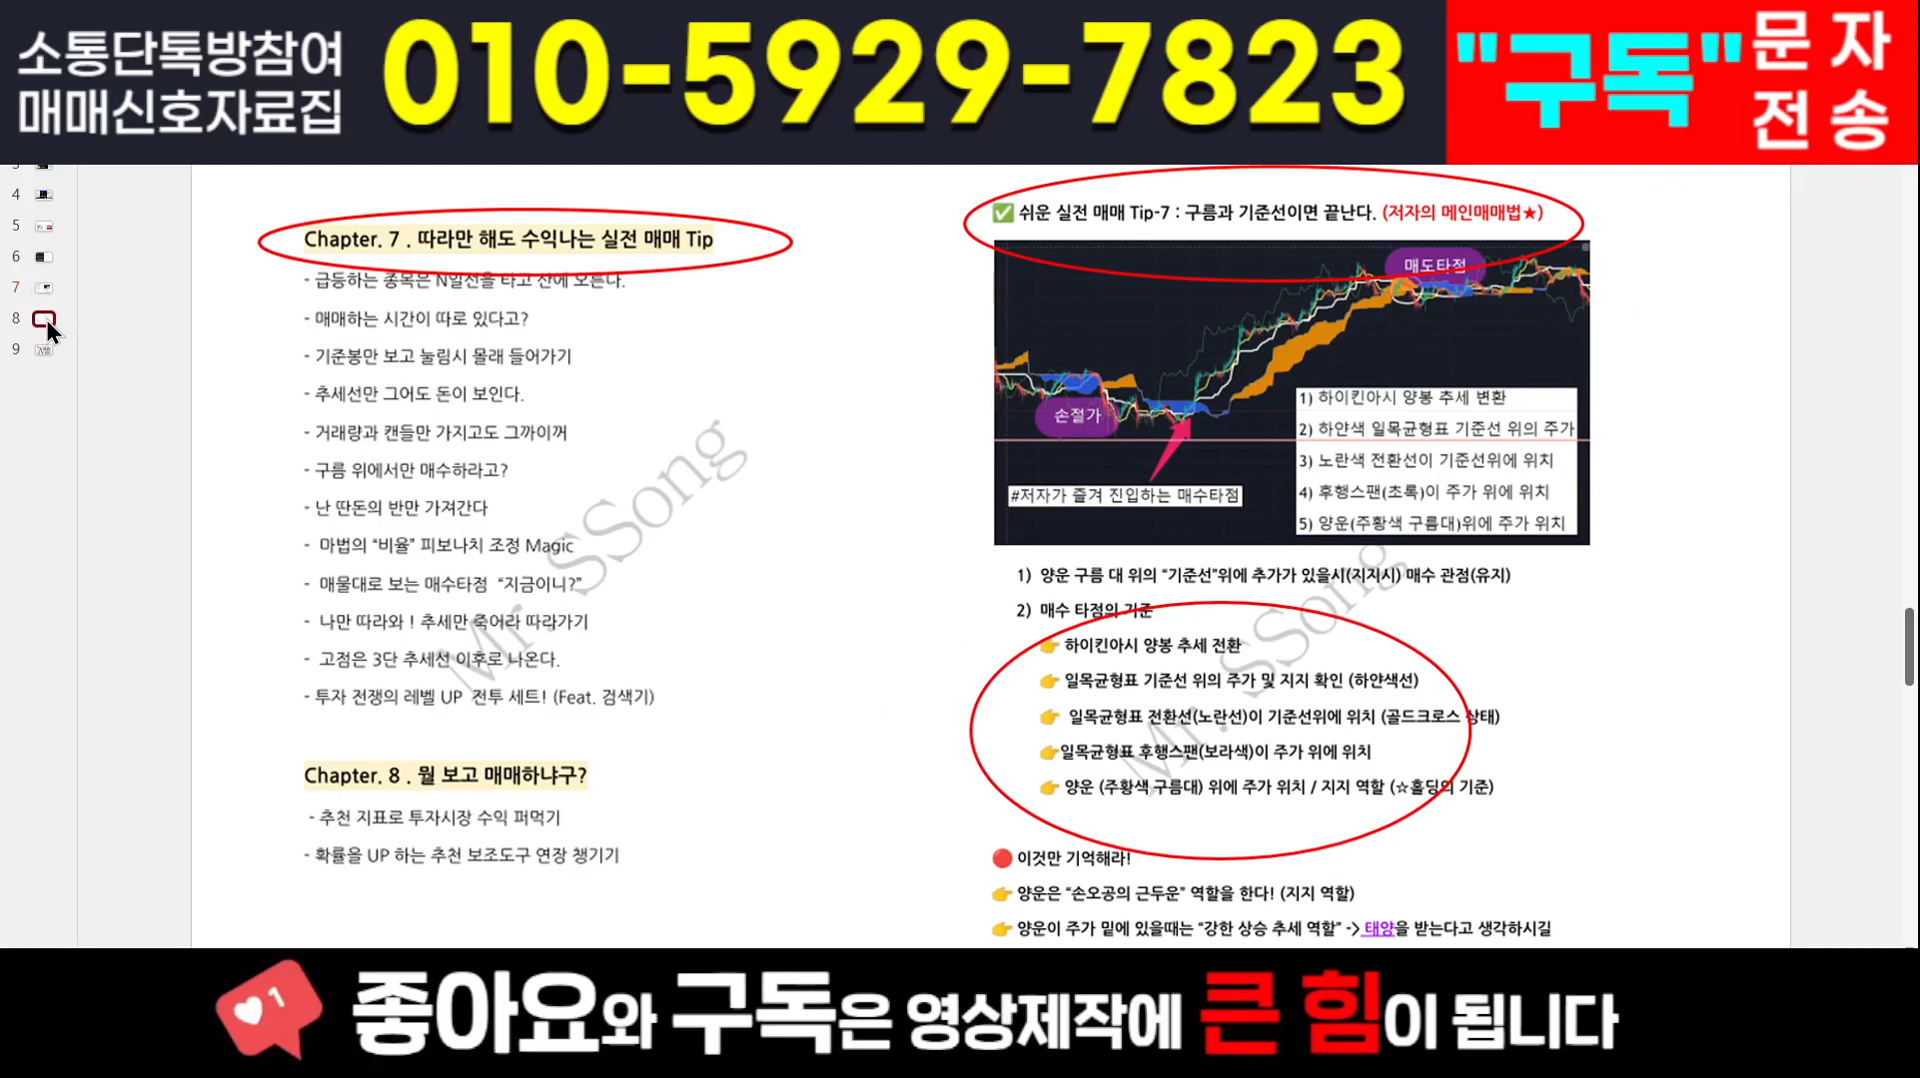 소통단톡방참여
매매신호자료집
010-5929-7823
"구독"
문 자
전 송
4
5
6
7
8
9
Chapter. 7 . 따라만 해도 수익나는 실전 매매 Tip
- 급등하는 종목은 N일선을 타고 산에 오른다.
- 매매하는 시간이 따로 있다고?
- 기준봉만 보고 눌림시 몰래 들어가기
- 추세선만 그어도 돈이 보인다.
- 거래량과 캔들만 가지고도 그까이꺼
- 구름 위에서만 매수하라고?
- 난 딴돈의 반만 가져간다
- 마법의 “비율” 피보나치 조정 Magic
- 매물대로 보는 매수타점 “지금이니?”
- 나만 따라와 ! 추세만 죽어라 따라가기
- 고점은 3단 추세선 이후로 나온다.
- 투자 전쟁의 레벨 UP 전투 세트! (Feat. 검색기)
Chapter. 8 . 뭘 보고 매매하냐구?
- 추천 지표로 투자시장 수익 퍼먹기
- 확률을 UP 하는 추천 보조도구 연장 챙기기
Mr. SSong
✅ 쉬운 실전 매매 Tip-7 : 구름과 기준선이면 끝난다. (저자의 메인매매법★)
매도타점
손절가
#저자가 즐겨 진입하는 매수타점
1) 하이킨아시 양봉 추세 변환
2) 하얀색 일목균형표 기준선 위의 주가
3) 노란색 전환선이 기준선위에 위치
4) 후행스팬(초록)이 주가 위에 위치
5) 양운(주황색 구름대)위에 주가 위치
1) 양운 구름 대 위의 “기준선”위에 추가가 있을시(지지시) 매수 관점(유지)
2) 매수 타점의 기준
👉 하이킨아시 양봉 추세 전환
👉 일목균형표 기준선 위의 주가 및 지지 확인 (하얀색선)
👉 일목균형표 전환선(노란선)이 기준선위에 위치 (골드크로스 상태)
👉일목균형표 후행스팬(보라색)이 주가 위에 위치
👉 양운 (주황색 구름대) 위에 주가 위치 / 지지 역할 (☆홀딩의 기준)
Mr. SSong
🔴 이것만 기억해라!
👉 양운은 “손오공의 근두운” 역할을 한다! (지지 역할)
👉 양운이 주가 밑에 있을때는 “강한 상승 추세 역할” -> 태양을 받는다고 생각하시길
1
좋아요와 구독은 영상제작에 큰 힘이 됩니다